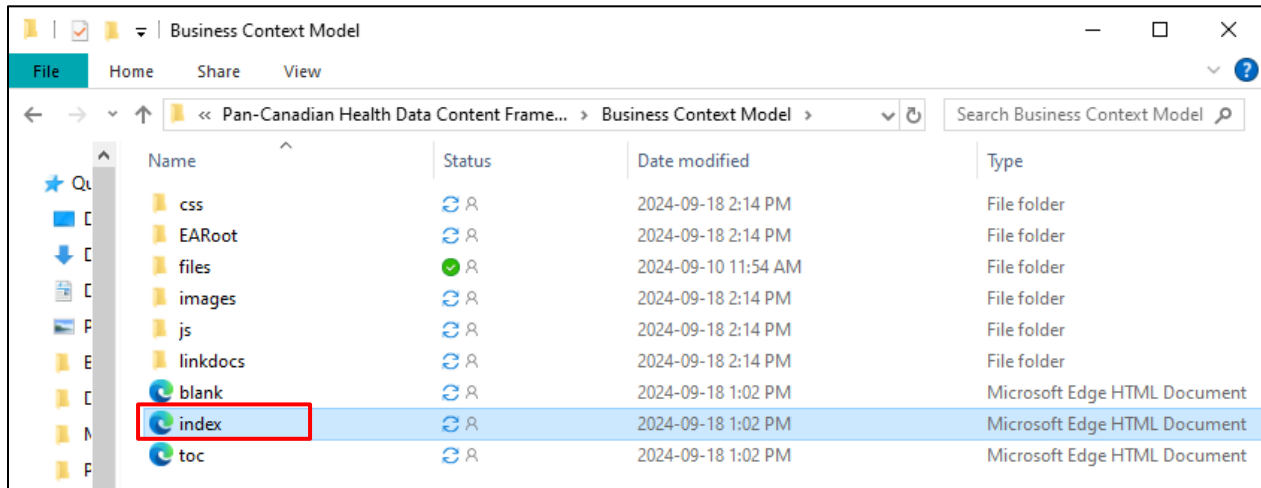 Business Context Model
File Home Share View
« Pan-Canadian Health Data Content Frame... > Business Context Model > Search Business Context Model
Name Status Date modified Type
Qu
css 2024-09-18 2:14 PM File folder
D
EARoot 2024-09-18 2:14 PM File folder
D
files 2024-09-10 11:54 AM File folder
D
images 2024-09-18 2:14 PM File folder
P
js 2024-09-18 2:14 PM File folder
E
linkdocs 2024-09-18 2:14 PM File folder
D
blank 2024-09-18 1:02 PM Microsoft Edge HTML Document
N
index 2024-09-18 1:02 PM Microsoft Edge HTML Document
P
toc 2024-09-18 1:02 PM Microsoft Edge HTML Document